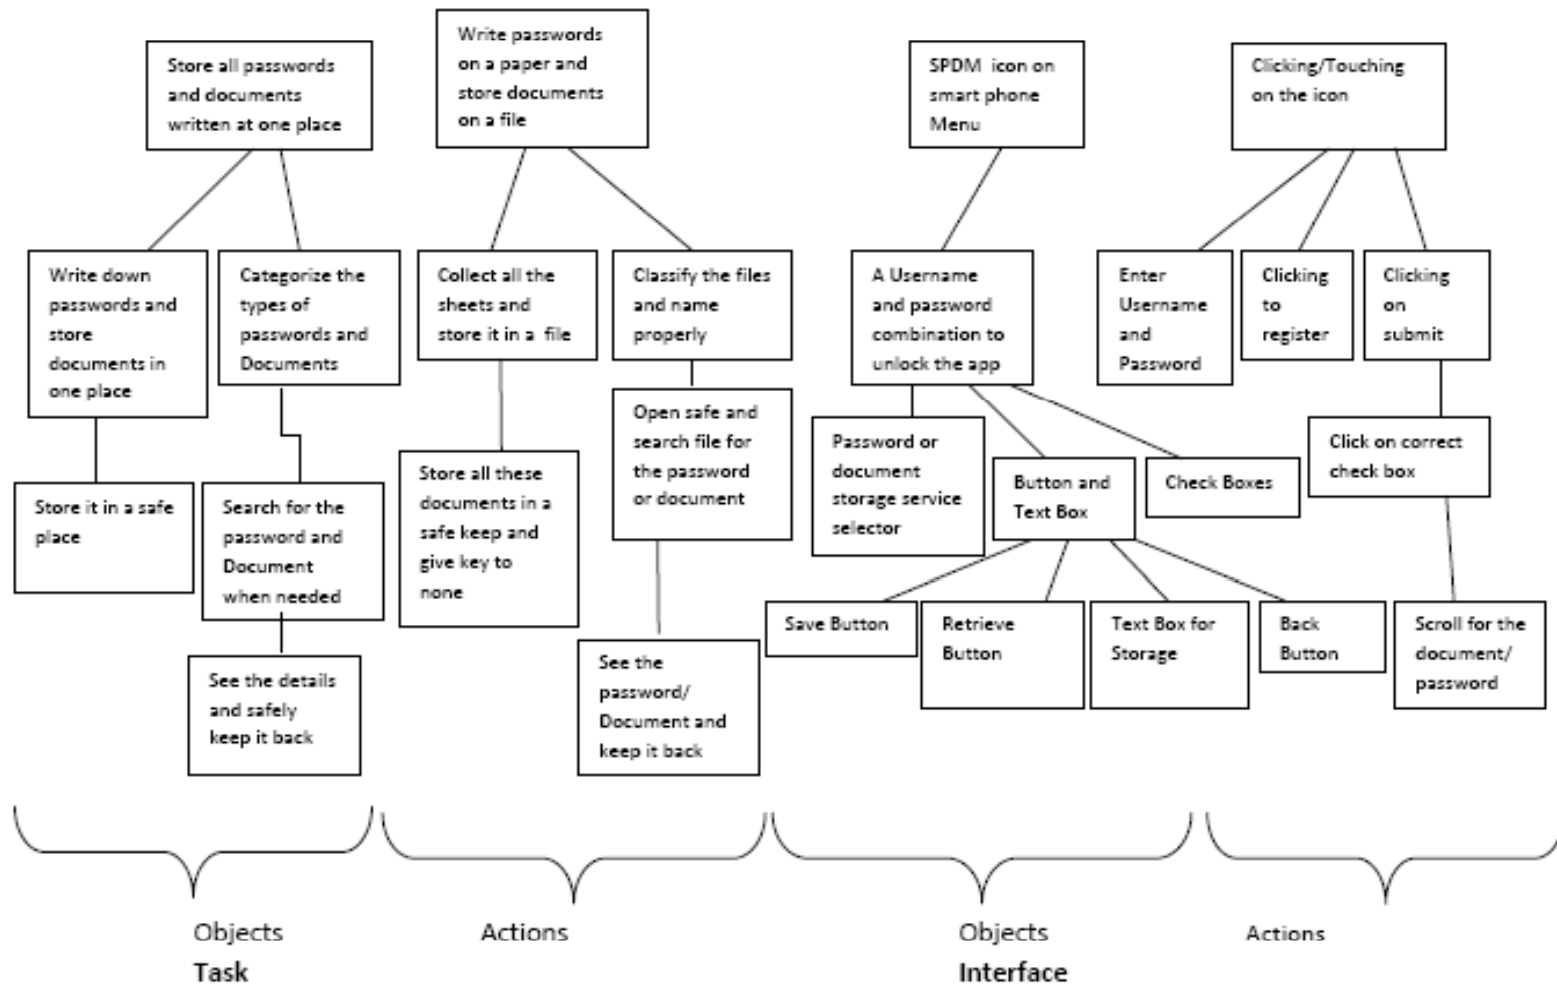 Store all passwords
and documents
written at one place
Write passwords
on a paper and
store documents
on a file
SPDM icon on
smart phone
Menu
Clicking/Touching
on the icon
Write down
passwords and
store
documents in
one place
Categorize the
types of
passwords and
Documents
Collect all the
sheets and
store it in a file
Classify the files
and name
properly
A Username
and password
combination to
unlock the app
Enter
Username
and
Password
Clicking
to
register
Clicking
on
submit
Store it in a safe
place
Search for the
password and
Document
when needed
Store all these
documents in a
safe keep and
give key to
none
Open safe and
search file for
the password
or document
Password or
document
storage service
selector
Button and
Text Box
Check Boxes
Click on correct
check box
See the details
and safely
keep it back
See the
password/
Document and
keep it back
Save Button
Retrieve
Button
Text Box for
Storage
Back
Button
Scroll for the
document/
password
Objects
Actions
Objects
Actions
Task
Interface